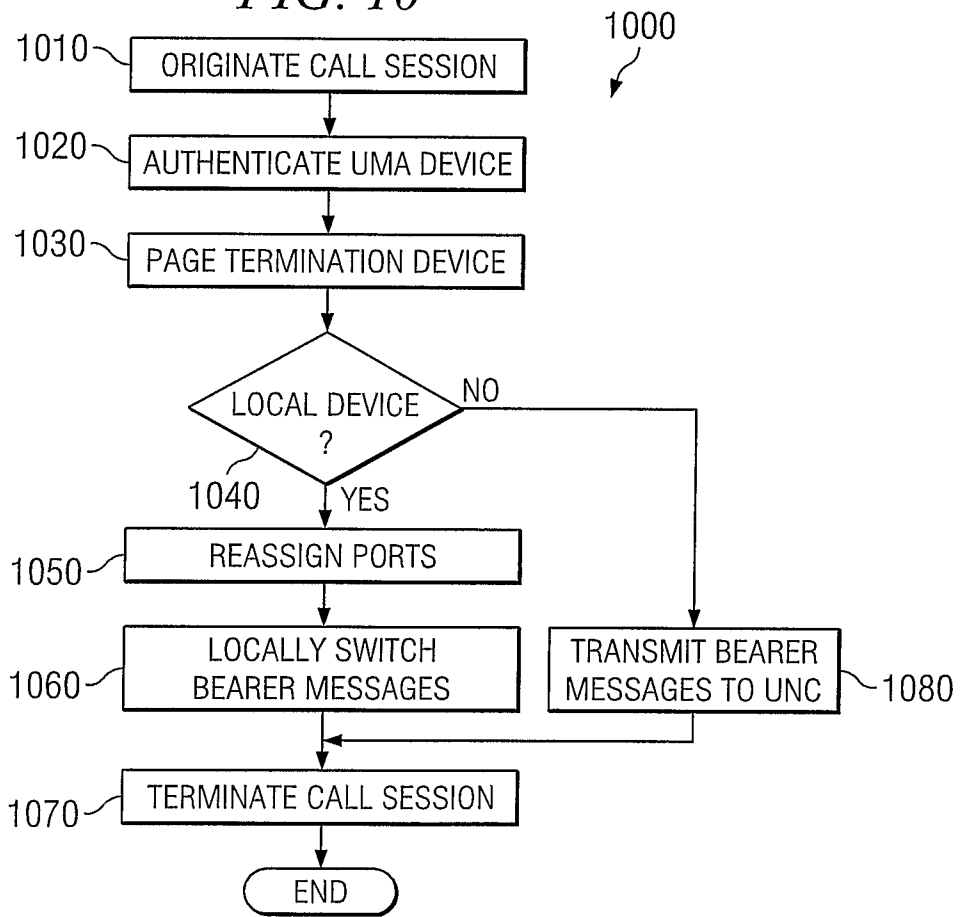 FIG. 10
1000
1010
ORIGINATE CALL SESSION
1020
AUTHENTICATE UMA DEVICE
1030
PAGE TERMINATION DEVICE
LOCAL DEVICE
?
NO
1040
YES
1050
REASSIGN PORTS
1060
LOCALLY SWITCH
BEARER MESSAGES
TRANSMIT BEARER
MESSAGES TO UNC
1080
1070
TERMINATE CALL SESSION
END